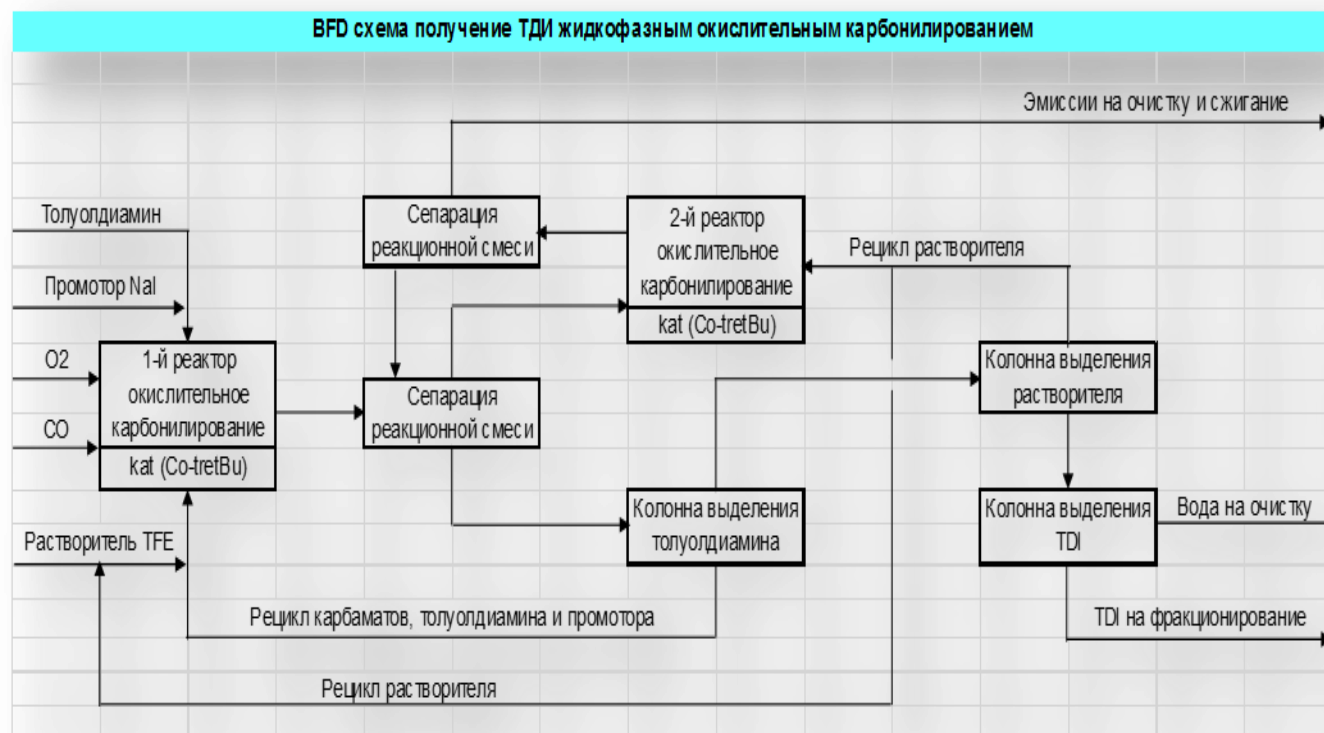 BFD схема получение ТДИ жидкофазным окислительным карбонилированием
Эмиссии на очистку и сжигание
Толуолдиамин
Сепарация
реакционной смеси
2-й реактор
окислительное
карбонилирование
kat (Co-tretBu)
Рецикл растворителя
Промотор NaI
O2
CO
1-й реактор
окислительное
карбонилирование
kat (Co-tretBu)
Сепарация
реакционной смеси
Колонна выделения
растворителя
Растворитель TFE
Колонна выделения
толуолдиамина
Колонна выделения
TDI
Вода на очистку
Рецикл карбаматов, толуолдиамина и промотора
TDI на фракционирование
Рецикл растворителя